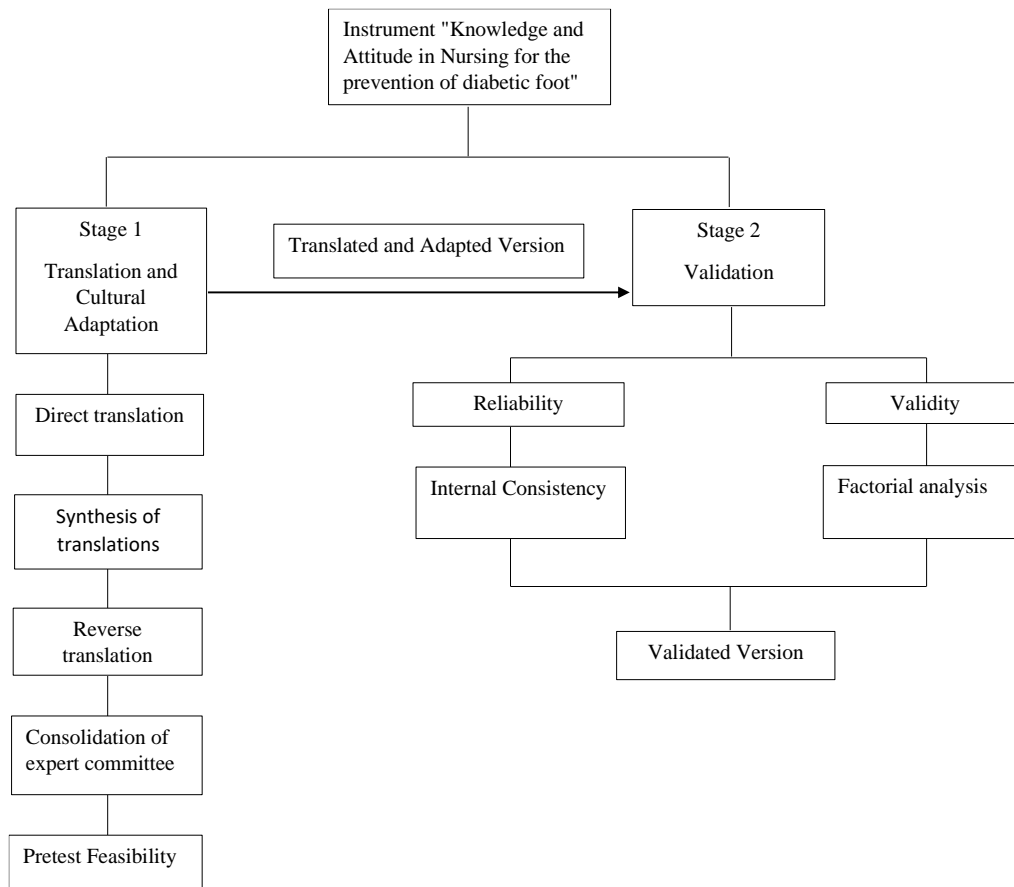 Instrument "Knowledge and
Attitude in Nursing for the
prevention of diabetic foot"
Stage 1
Translation and
Cultural
Adaptation
Translated and Adapted Version
Stage 2
Validation
Direct translation
Synthesis of
translations
Reverse
translation
Consolidation of
expert committee
Pretest Feasibility
Reliability
Validity
Internal Consistency
Factorial analysis
Validated Version